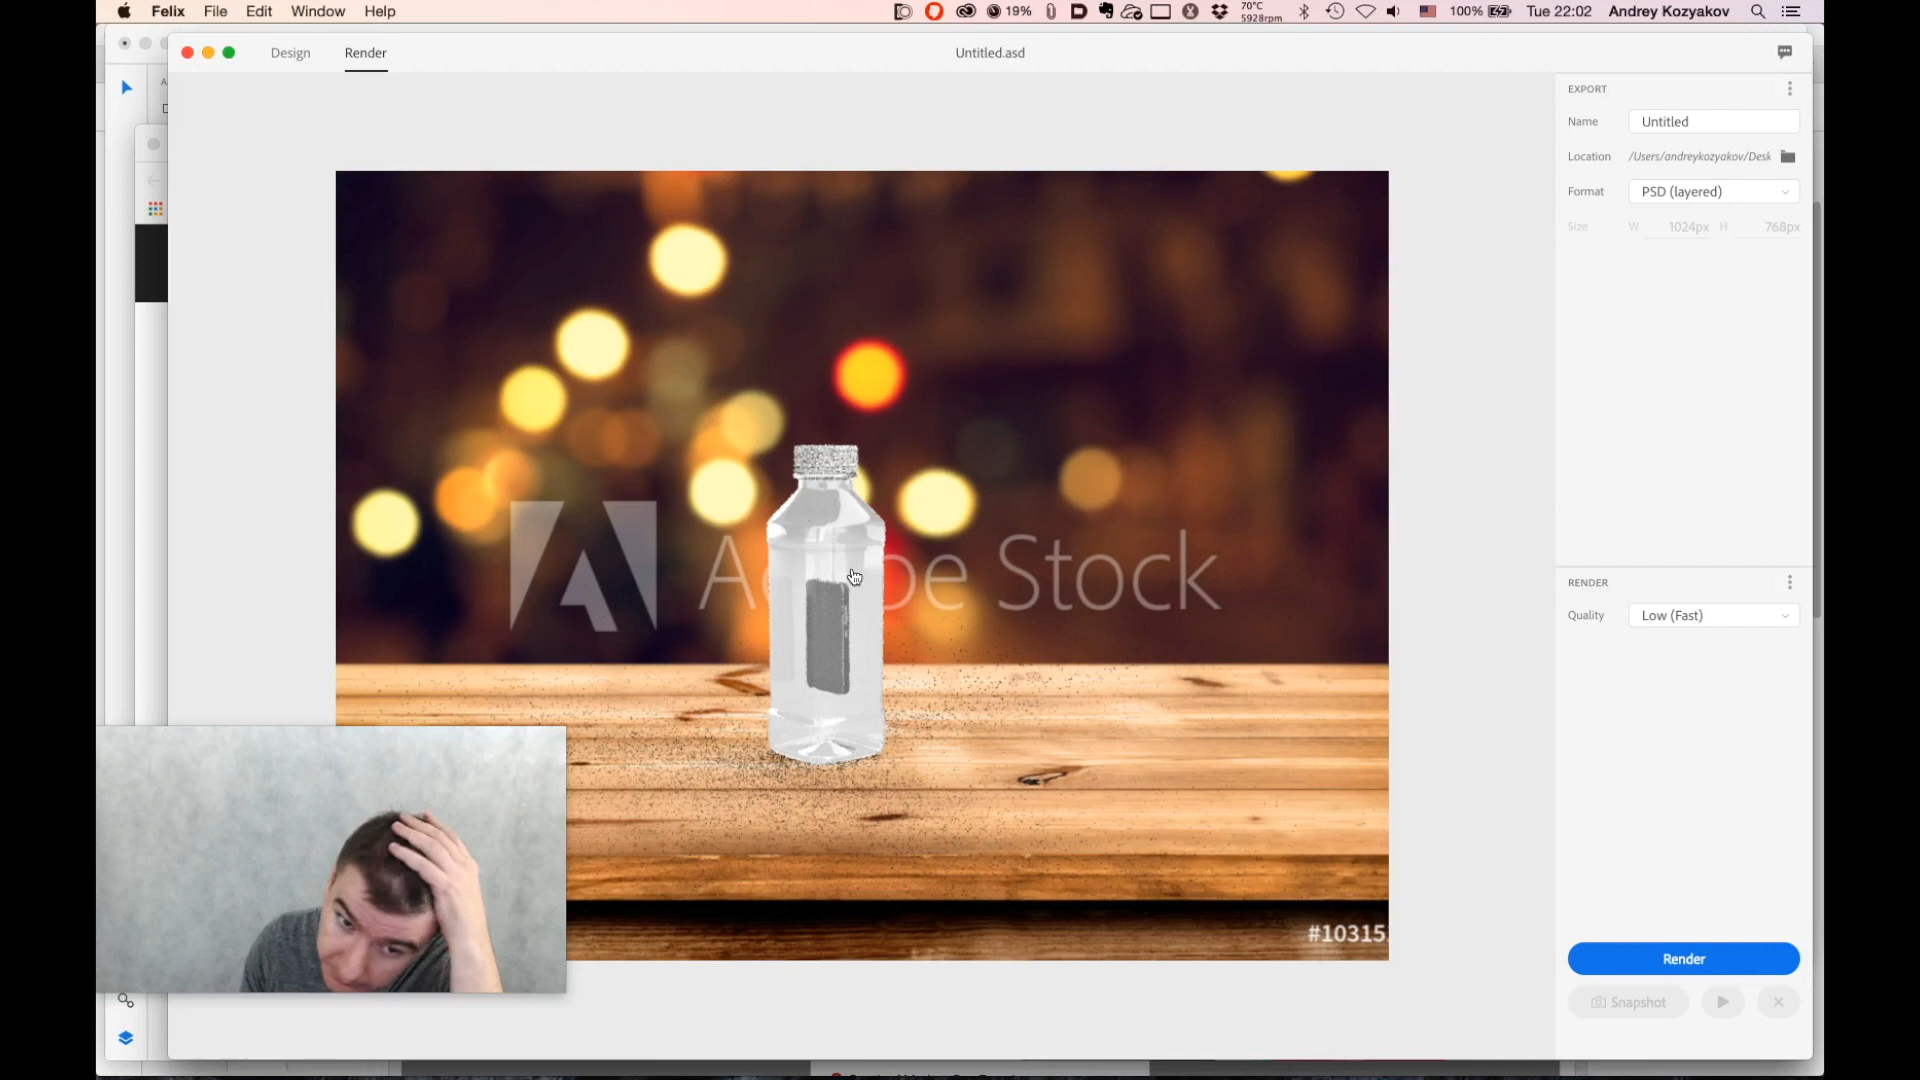 Felix File Edit Window Help 19% 70°C 5928rpm 100% Tue 22:02 Andrey Kozyakov
Design Render Untitled.asd
EXPORT
Name Untitled
Location /Users/andreykozyakov/Desk
Format PSD (layered)
Size W 1024px H 768px
Adobe Stock
RENDER
Quality Low (Fast)
#10315
Render
Snapshot